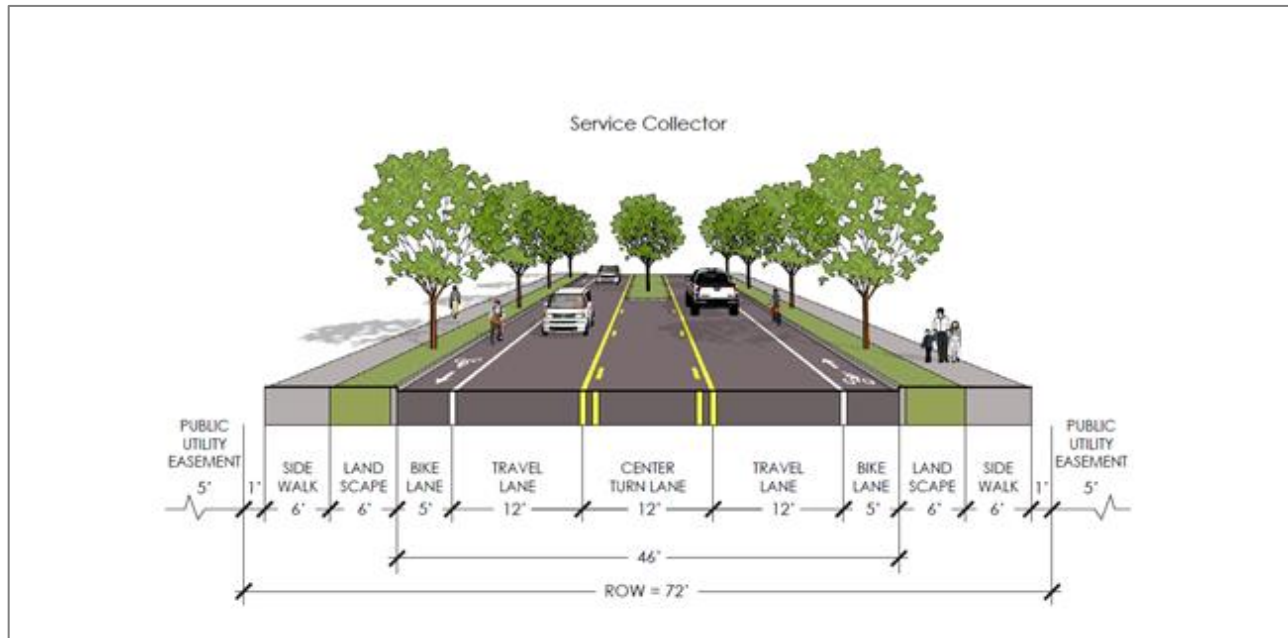 Service Collector
PUBLIC
UTILITY
EASEMENT
5'
1'
SIDE
WALK
6'
LAND
SCAPE
6'
BIKE
LANE
5'
TRAVEL
LANE
12'
CENTER
TURN LANE
12'
TRAVEL
LANE
12'
BIKE
LANE
5'
LAND
SCAPE
6'
SIDE
WALK
6'
1'
PUBLIC
UTILITY
EASEMENT
5'
46'
ROW = 72'